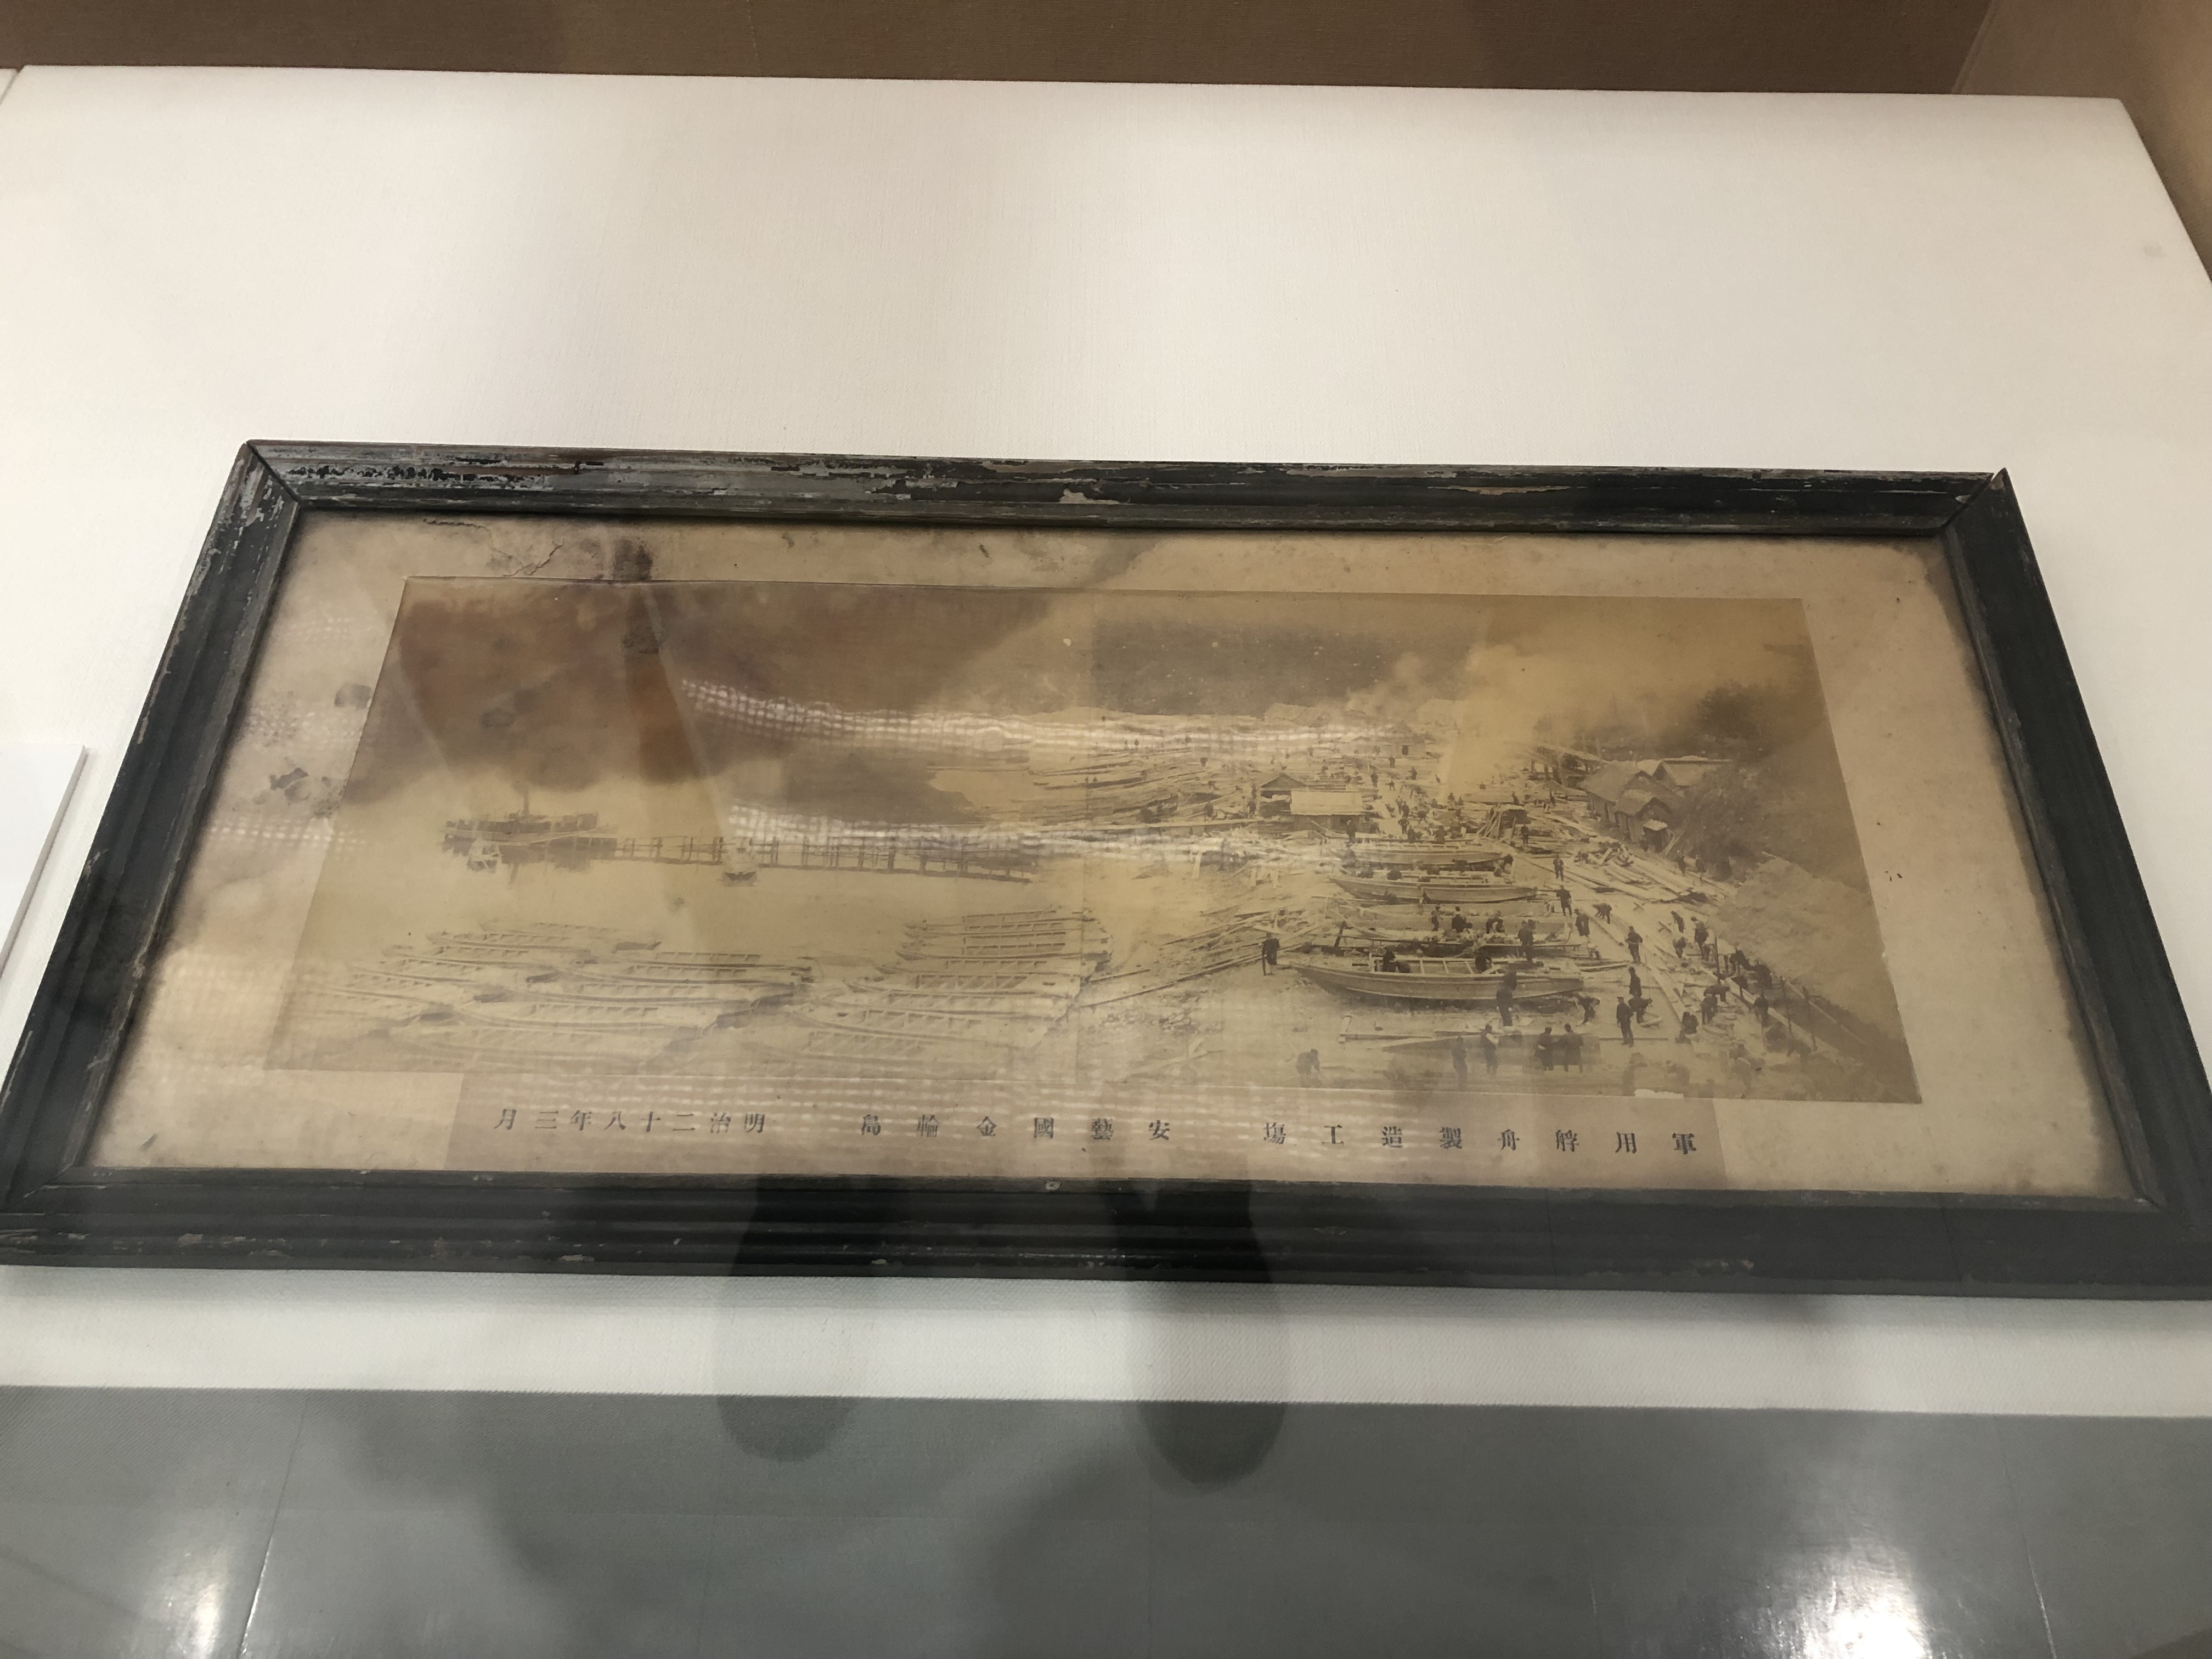 軍用艀舟製造工塲　安藝國金輪島　明治二十八年三月